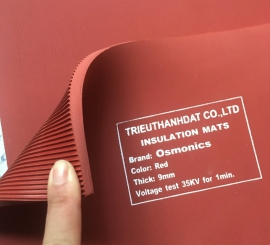 TRIEUTHANHDAT CO.,LTD
INSULATION MATS
Brand: Osmonics
Color: Red
Thick: 9mm
Voltage test 35KV for 1min.